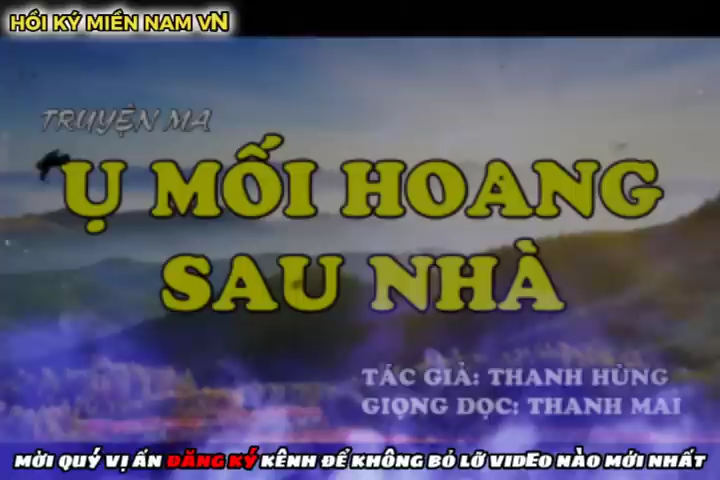 HỒI KÝ MIỀN NAM VN
TRUYỆN MA
Ụ MỐI HOANG
SAU NHÀ
TÁC GIẢ: THANH HÙNG
GIỌNG ĐỌC: THANH MAI
MỜI QUÝ VỊ ẤN ĐĂNG KÝ KÊNH ĐỂ KHÔNG BỎ LỠ VIDEO NÀO MỚI NHẤT